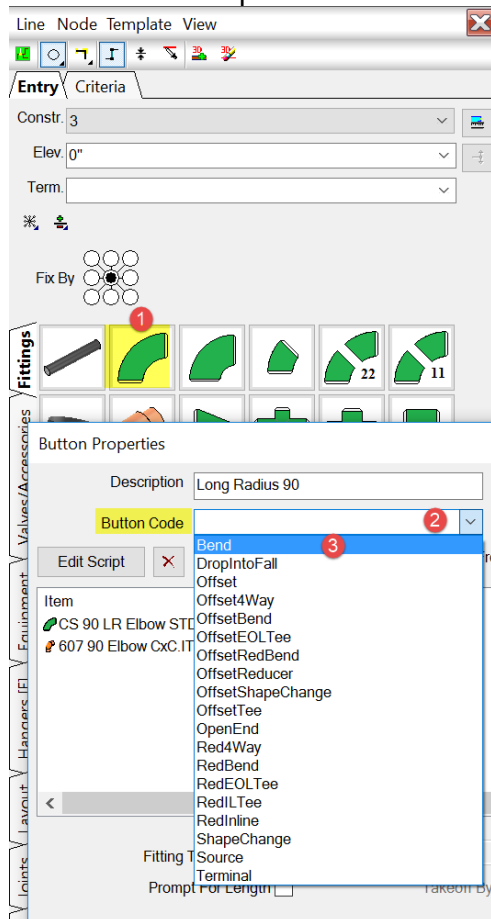 Line Node Template View
3D 3D
Entry Criteria
Constr. 3
Elev. 0"
Term.
Fix By
1
Fittings
22 11
Valves/Accessories
Button Properties
Description Long Radius 90
Button Code 2
Bend 3
Edit Script
DropIntoFall
Offset
Offset4Way
Item
OffsetBend
CS 90 LR Elbow STD
OffsetEOLTee
607 90 Elbow CxC.IT
OffsetRedBend
OffsetReducer
OffsetShapeChange
OffsetTee
OpenEnd
Red4Way
RedBend
RedEOLTee
RedILTee
RedInline
ShapeChange
Fitting T
Source
Terminal
Prompt For Length
Takeoff By
Equipment
Hangers [F]
Layout
Joints